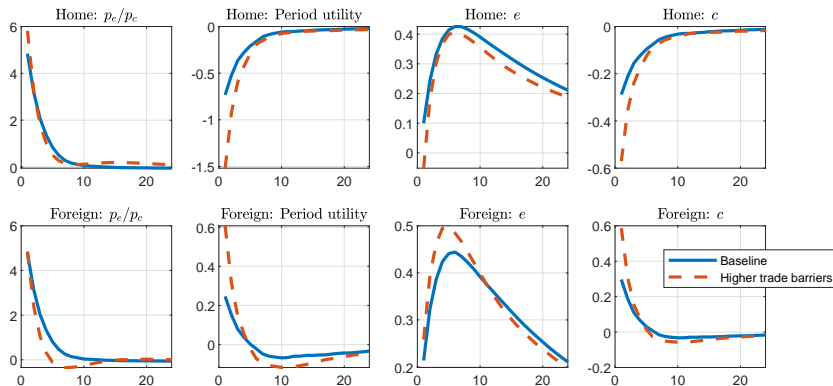 Home: p_e/p_c
Home: Period utility
Home: e
Home: c
6
4
2
0
0 10 20
0
-0.5
-1
-1.5
0 10 20
0.4
0.3
0.2
0.1
0
0 10 20
0
-0.2
-0.4
-0.6
0 10 20
Foreign: p_e/p_c
Foreign: Period utility
Foreign: e
Foreign: c
6
4
2
0
0 10 20
0.6
0.4
0.2
0
0 10 20
0.5
0.4
0.3
0.2
0 10 20
0.6
0.4
0.2
0
-0.2
0 10 20
Baseline
Higher trade barriers